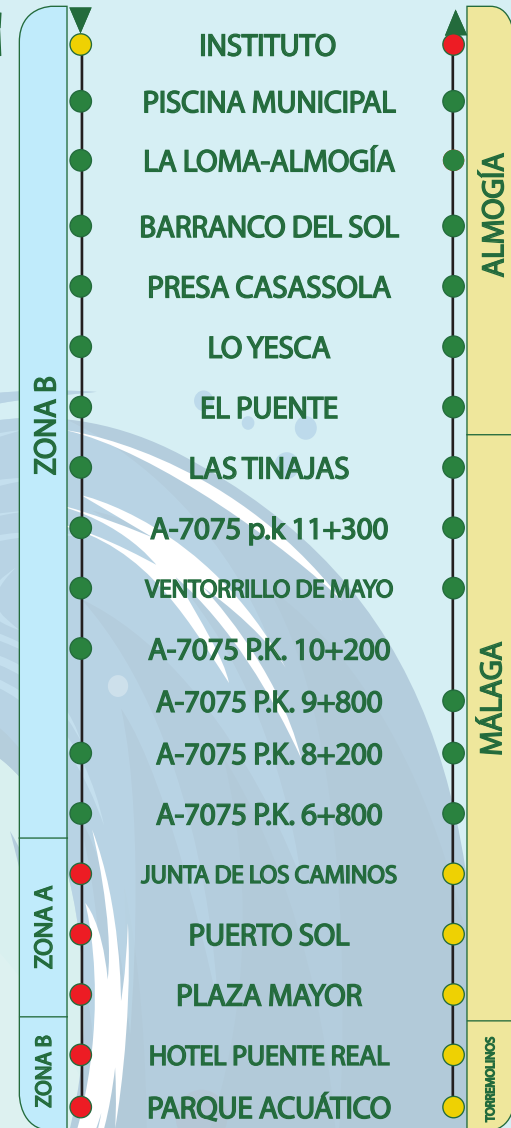 INSTITUTO
PISCINA MUNICIPAL
LA LOMA-ALMOGÍA
BARRANCO DEL SOL
PRESA CASASSOLA
LO YESCA
EL PUENTE
LAS TINAJAS
A-7075 p.k 11+300
VENTORRILLO DE MAYO
A-7075 P.K. 10+200
A-7075 P.K. 9+800
A-7075 P.K. 8+200
A-7075 P.K. 6+800
JUNTA DE LOS CAMINOS
PUERTO SOL
PLAZA MAYOR
HOTEL PUENTE REAL
PARQUE ACUÁTICO
ZONA B
ZONA A
ZONA B
ALMOGÍA
MÁLAGA
TORREMOLINOS